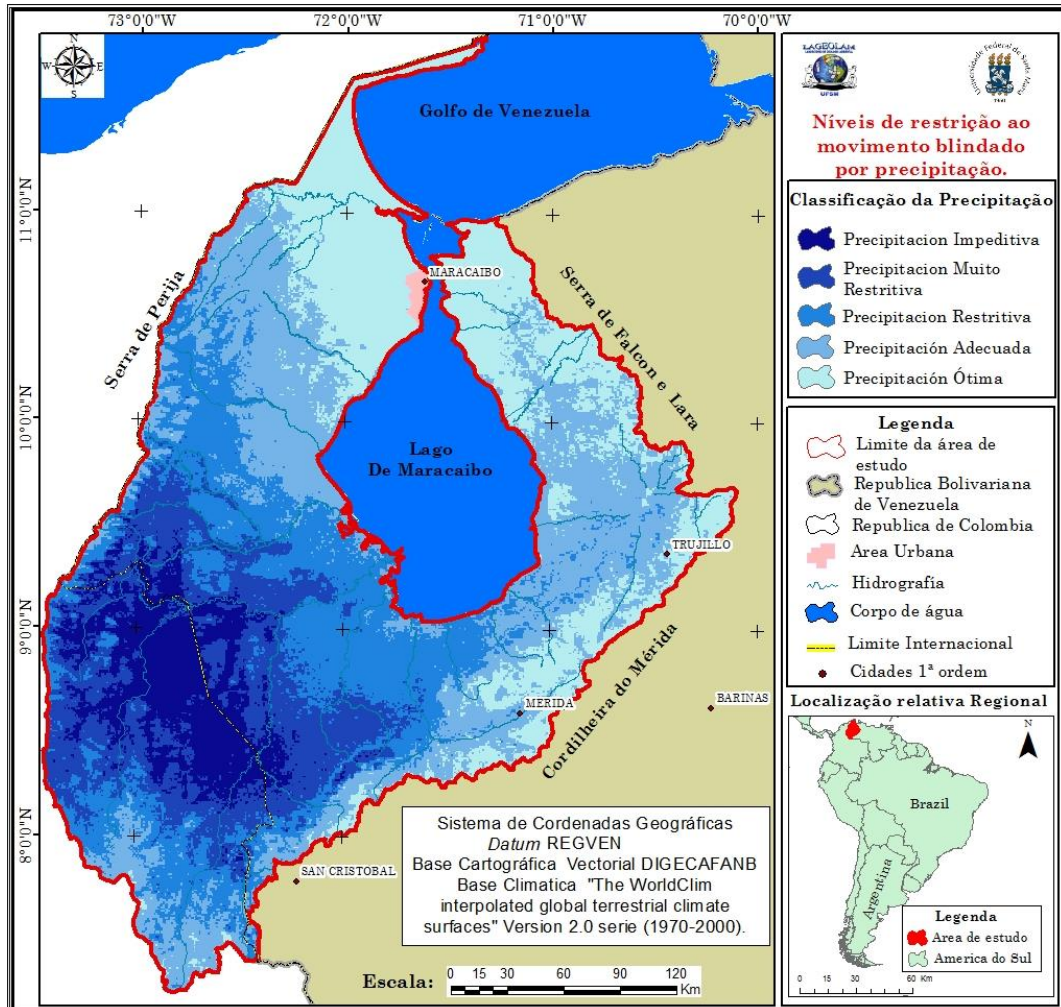 73°0'0"W
72°0'0"W
71°0'0"W
70°0'0"W
11°0'0"N
10°0'0"N
9°0'0"N
8°0'0"N
N
W
E
S
Golfo de Venezuela
MARACAIBO
Serra de Perija
Serra de Falcon e Lara
Lago
De Maracaibo
TRUJILLO
MERIDA
BARINAS
Cordilheira do Mérida
SAN CRISTOBAL
Sistema de Cordenadas Geográficas
Datum REGVEN
Base Cartográfica Vectorial DIGECAFANB
Base Climatica "The WorldClim
interpolated global terrestrial climate
surfaces" Version 2.0 serie (1970-2000).
Escala:
0 15 30 60 90 120
Km
LAGEOLAM
UFSM
Níveis de restrição ao
movimento blindado
por precipitação.
Classificação da Precipitação
Precipitacion Impeditiva
Precipitacion Muito
Restritiva
Precipitacion Restritiva
Precipitación Adecuada
Precipitación Ótima
Legenda
Limite da área de
estudo
Republica Bolivariana
de Venezuela
Republica de Colombia
Area Urbana
Hidrografía
Corpo de água
Limite Internacional
Cidades 1ª ordem
Localização relativa Regional
N
Brazil
Argentina
Legenda
Area de estudo
America do Sul
0 15 30 60 Km